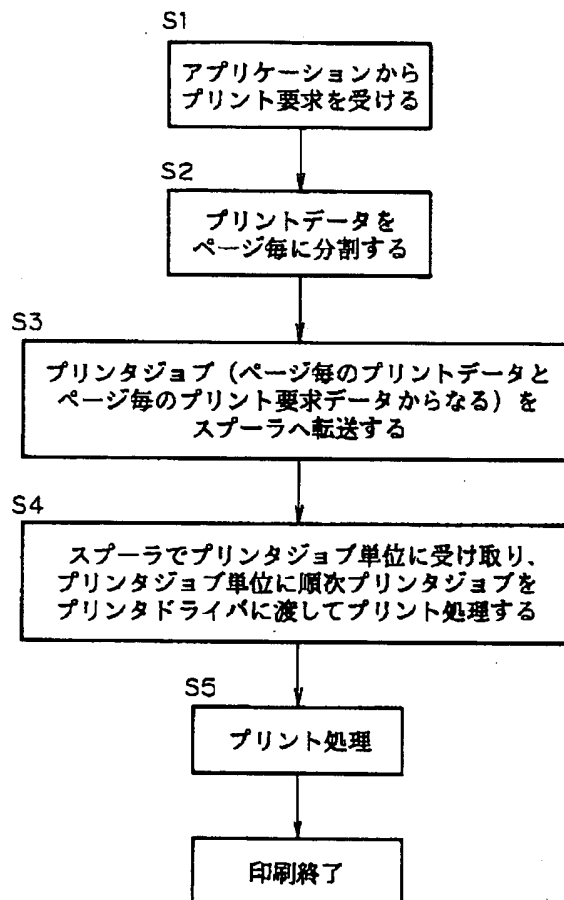 S1
アプリケーションから
プリント要求を受ける
S2
プリントデータを
ページ毎に分割する
S3
プリンタジョブ(ページ毎のプリントデータと
ページ毎のプリント要求データからなる)を
スプーラへ転送する
S4
スプーラでプリンタジョブ単位に受け取り、
プリンタジョブ単位に順次プリンタジョブを
プリンタドライバに渡してプリント処理する
S5
プリント処理
印刷終了